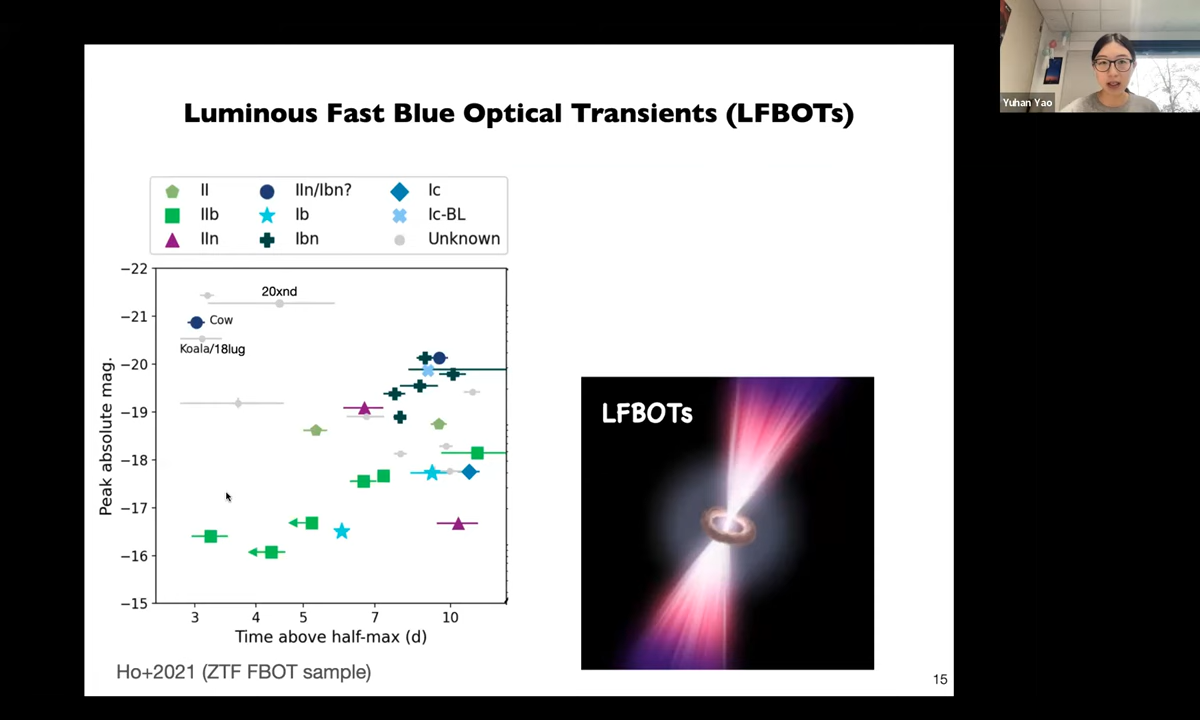 Luminous Fast Blue Optical Transients (LFBOTs)
Yuhan Yao
II IIn/Ibn? Ic
IIb Ib Ic-BL
IIn Ibn Unknown
−22
−21
−20
−19
−18
−17
−16
−15
Peak absolute mag.
20xnd
Cow
Koala/18lug
3 4 5 7 10
Time above half-max (d)
LFBOTs
Ho+2021 (ZTF FBOT sample)
15